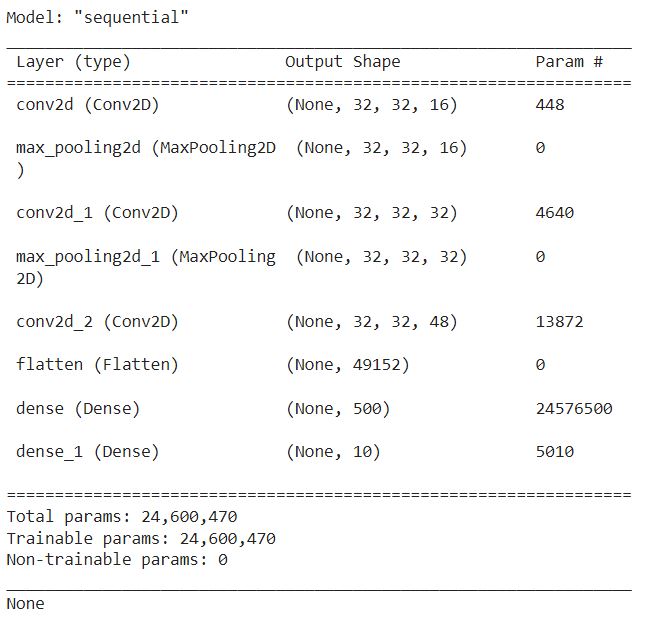 Model: "sequential"
_________________________________________________________________
Layer (type) Output Shape Param #
=================================================================
conv2d (Conv2D) (None, 32, 32, 16) 448
max_pooling2d (MaxPooling2D (None, 32, 32, 16) 0
)
conv2d_1 (Conv2D) (None, 32, 32, 32) 4640
max_pooling2d_1 (MaxPooling (None, 32, 32, 32) 0
2D)
conv2d_2 (Conv2D) (None, 32, 32, 48) 13872
flatten (Flatten) (None, 49152) 0
dense (Dense) (None, 500) 24576500
dense_1 (Dense) (None, 10) 5010
=================================================================
Total params: 24,600,470
Trainable params: 24,600,470
Non-trainable params: 0
_________________________________________________________________
None